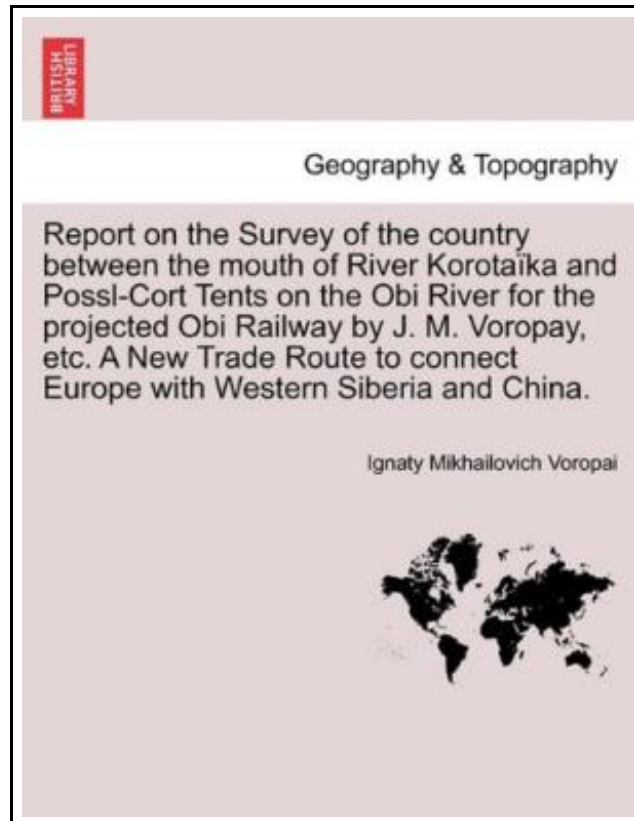 BRITISH
LIBRARY
Geography & Topography
Report on the Survey of the country
between the mouth of River Korotaïka and
Possl-Cort Tents on the Obi River for the
projected Obi Railway by J. M. Voropay,
etc. A New Trade Route to connect
Europe with Western Siberia and China.
Ignaty Mikhailovich Voropai